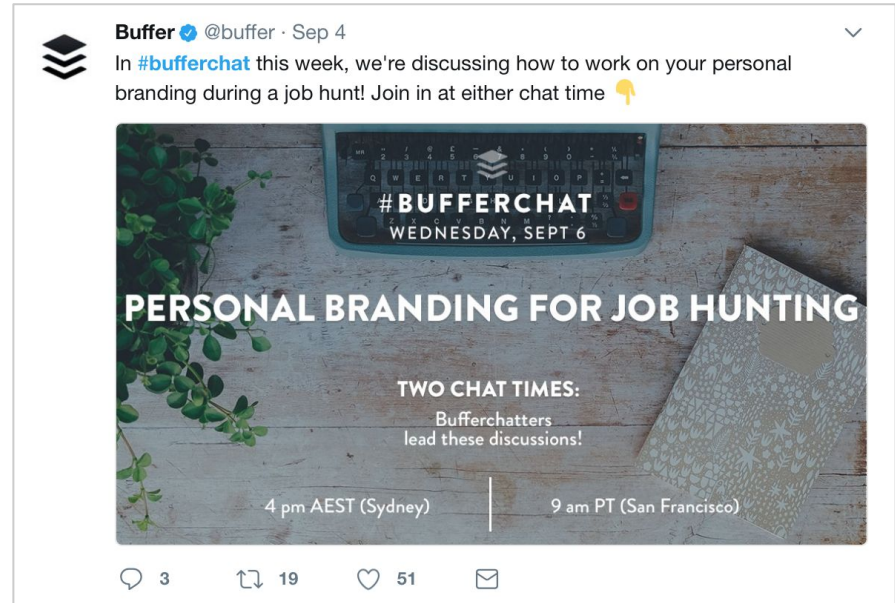 Buffer @buffer · Sep 4
In #bufferchat this week, we're discussing how to work on your personal
branding during a job hunt! Join in at either chat time 👇
#BUFFERCHAT
WEDNESDAY, SEPT 6
PERSONAL BRANDING FOR JOB HUNTING
TWO CHAT TIMES:
Bufferchatters
lead these discussions!
4 pm AEST (Sydney)
9 am PT (San Francisco)
3 19 51